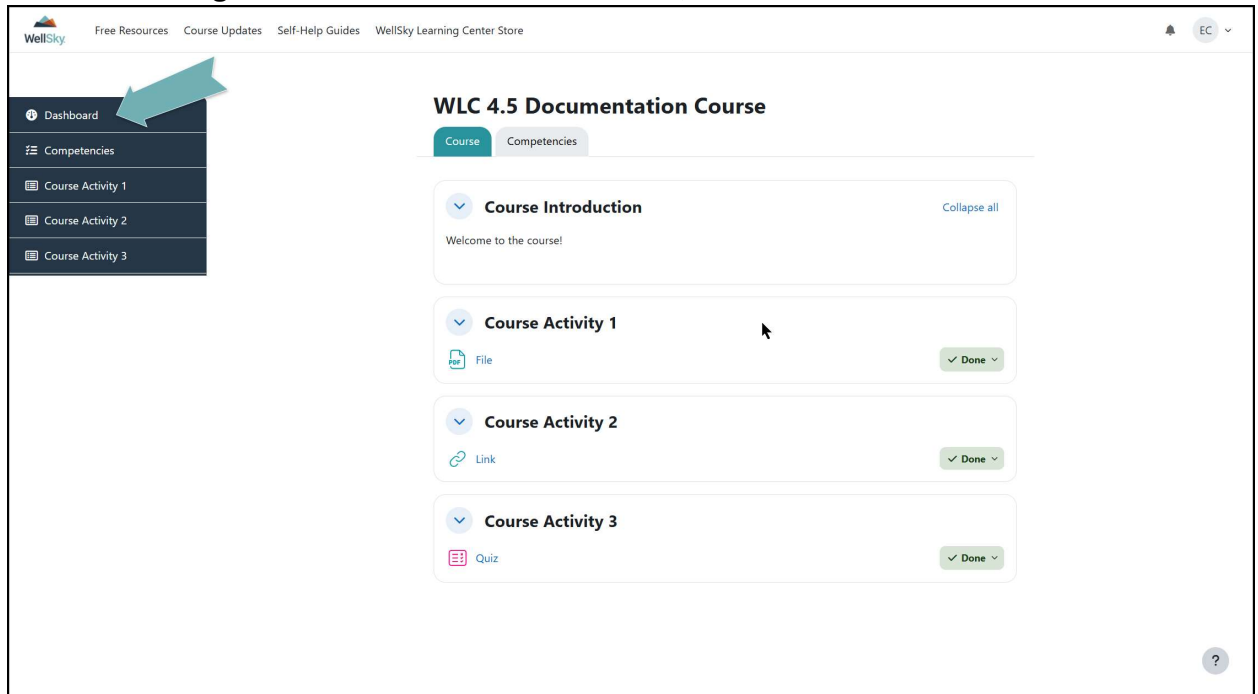 WellSky
Free Resources Course Updates Self-Help Guides WellSky Learning Center Store
EC
Dashboard
Competencies
Course Activity 1
Course Activity 2
Course Activity 3
WLC 4.5 Documentation Course
Course Competencies
Course Introduction Collapse all
Welcome to the course!
Course Activity 1
PDF File Done
Course Activity 2
Link Done
Course Activity 3
Quiz Done
?